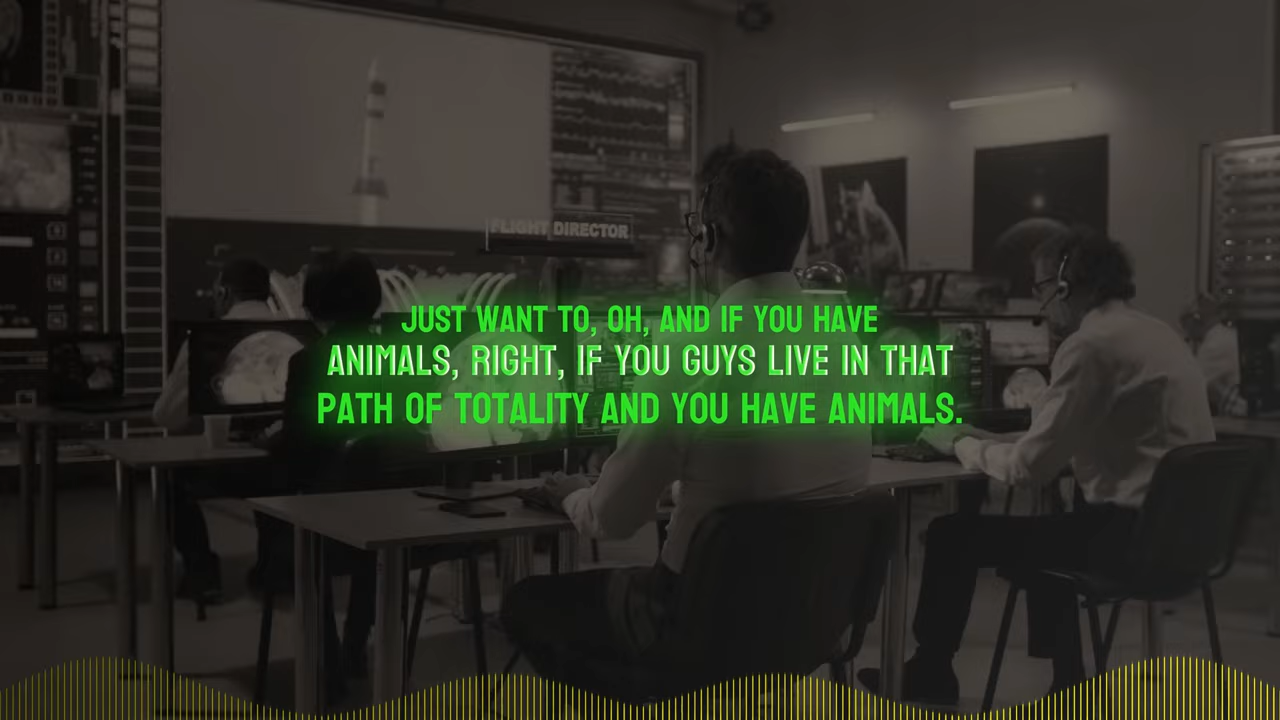 FLIGHT DIRECTOR
JUST WANT TO, OH, AND IF YOU HAVE
ANIMALS, RIGHT, IF YOU GUYS LIVE IN THAT
PATH OF TOTALITY AND YOU HAVE ANIMALS.